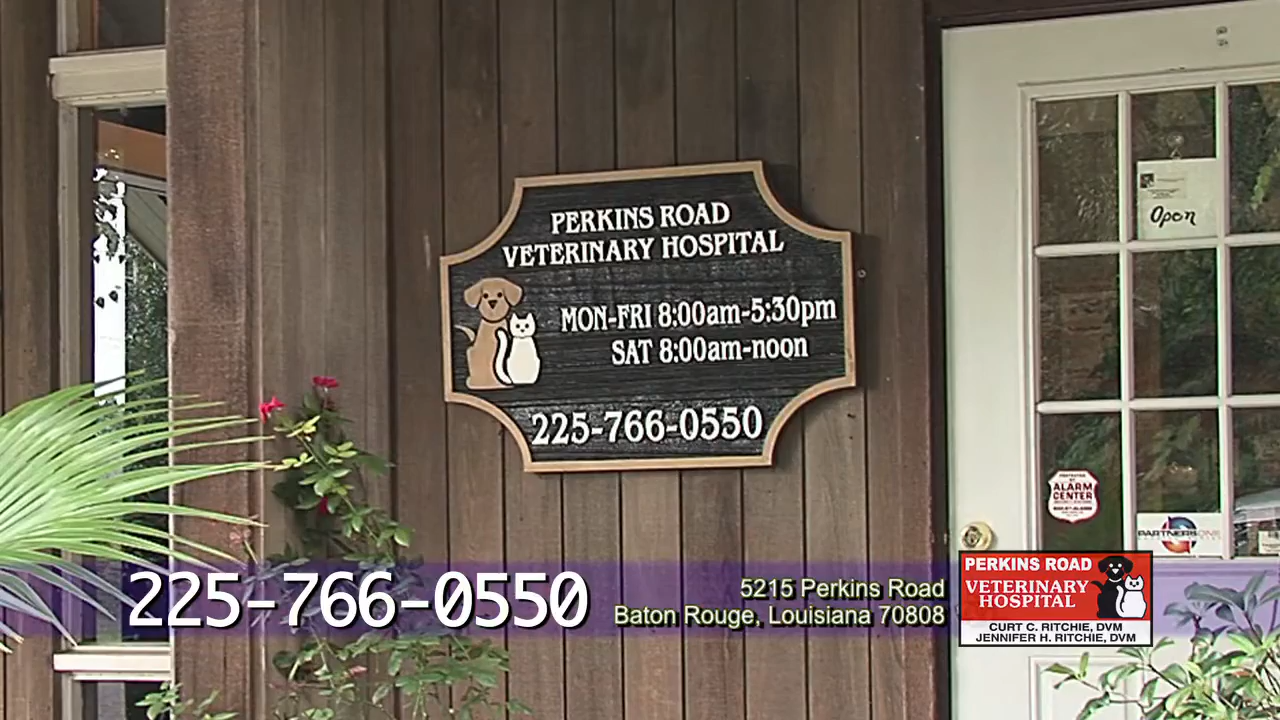 PERKINS ROAD
VETERINARY HOSPITAL
MON-FRI 8:00am-5:30pm
SAT 8:00am-noon
225-766-0550
Open
ALARM
CENTER
PARTNERS ONE
225-766-0550
5215 Perkins Road
Baton Rouge, Louisiana 70808
PERKINS ROAD
VETERINARY
HOSPITAL
CURT C. RITCHIE, DVM
JENNIFER H. RITCHIE, DVM